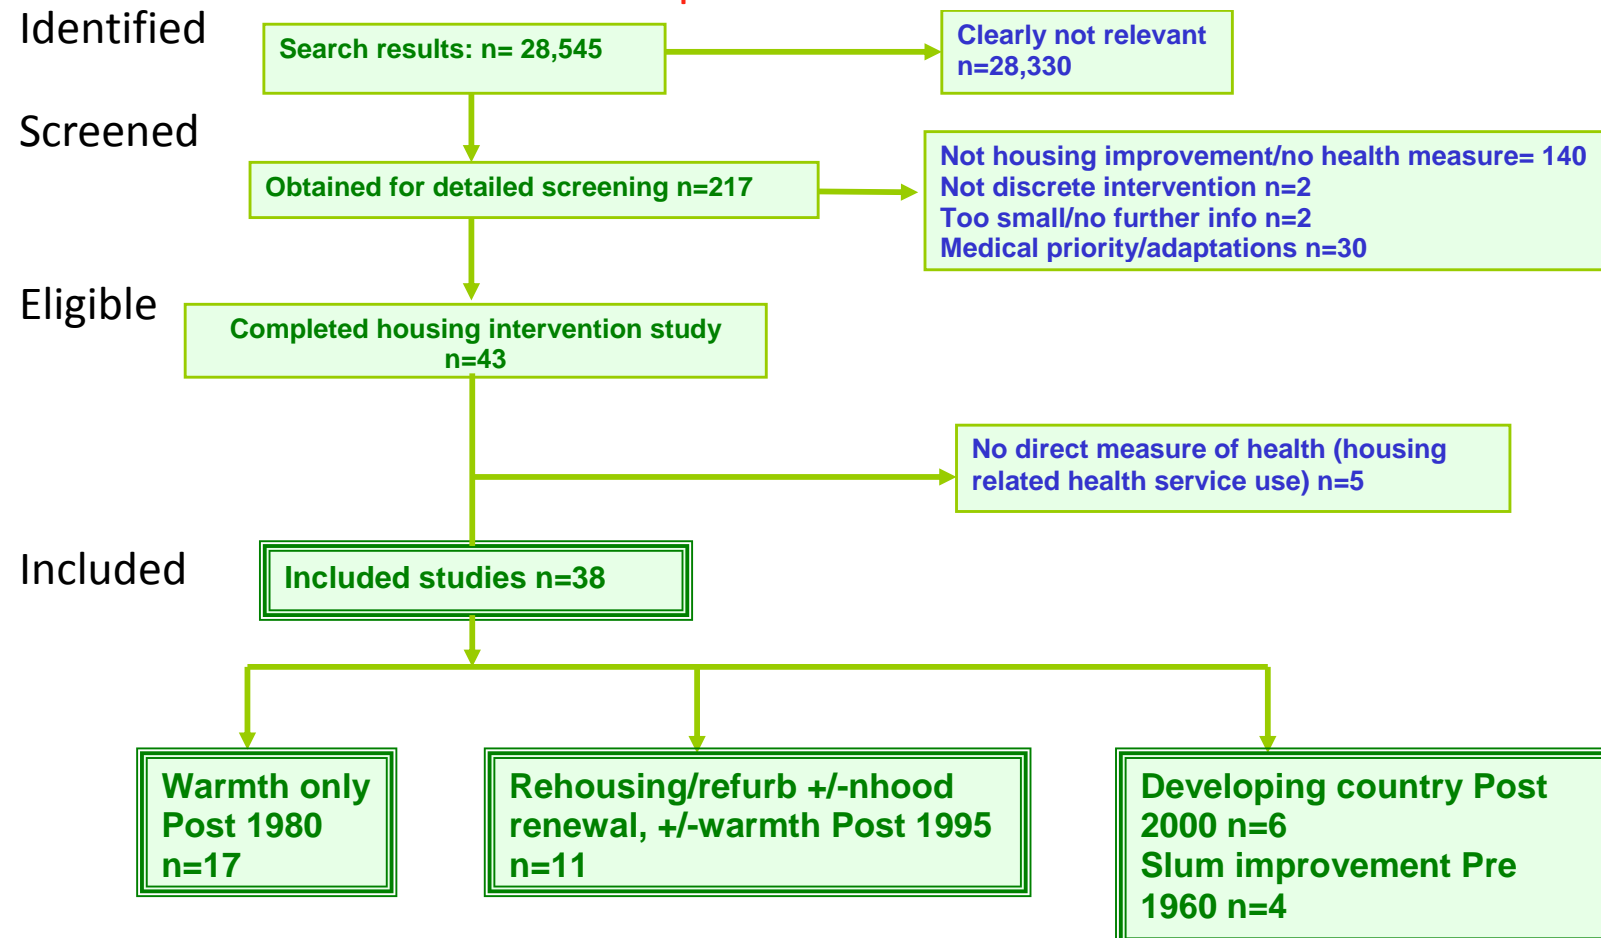 Identified
Search results: n= 28,545
Clearly not relevant
n=28,330
Screened
Obtained for detailed screening n=217
Not housing improvement/no health measure= 140
Not discrete intervention n=2
Too small/no further info n=2
Medical priority/adaptations n=30
Eligible
Completed housing intervention study
n=43
No direct measure of health (housing
related health service use) n=5
Included
Included studies n=38
Warmth only
Post 1980
n=17
Rehousing/refurb +/-nhood
renewal, +/-warmth Post 1995
n=11
Developing country Post
2000 n=6
Slum improvement Pre
1960 n=4